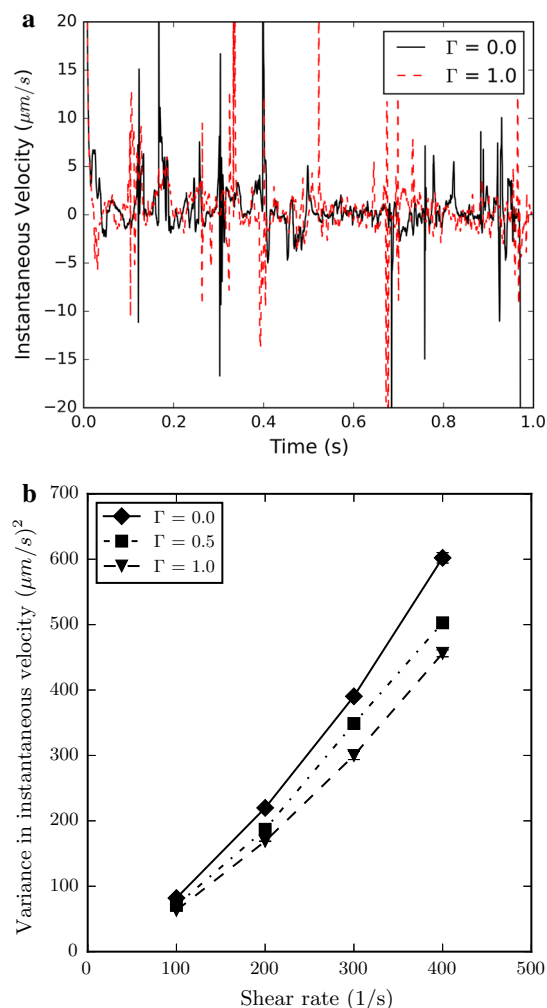 a
Instantaneous Velocity (μm/s)
20
15
10
5
0
−5
−10
−15
−20
Γ = 0.0
Γ = 1.0
0.0 0.2 0.4 0.6 0.8 1.0
Time (s)
b
Variance in instantaneous velocity (μm/s)²
700
600
500
400
300
200
100
0
Γ = 0.0
Γ = 0.5
Γ = 1.0
0 100 200 300 400 500
Shear rate (1/s)